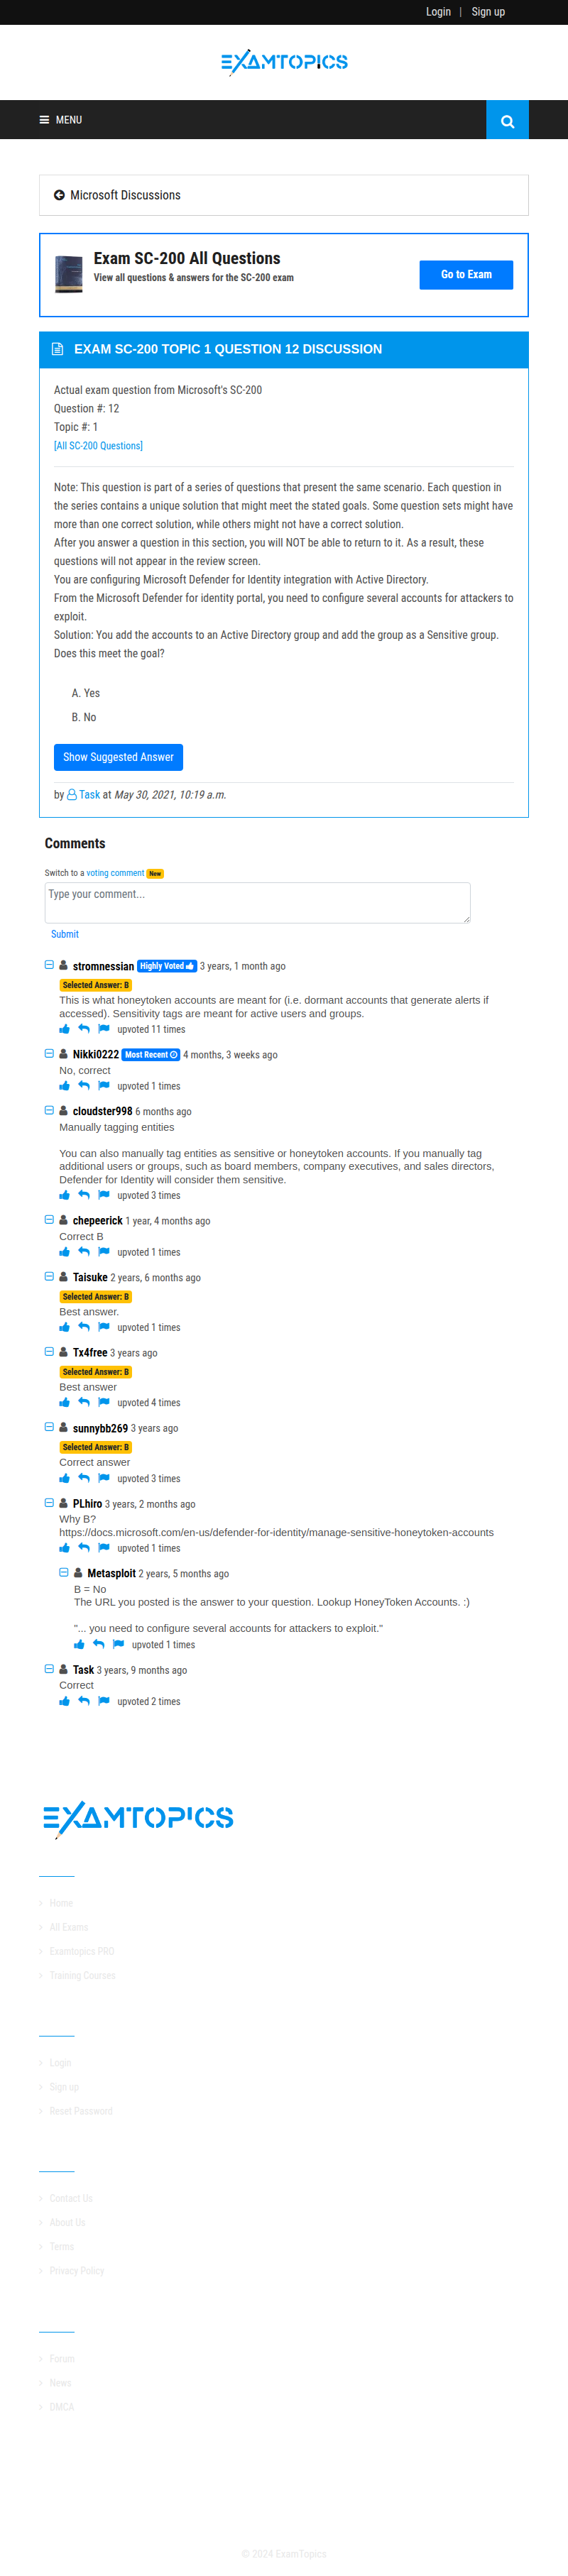 Login | Sign up
EXAMTOPICS
MENU
Microsoft Discussions
Exam SC-200 All Questions
View all questions & answers for the SC-200 exam
Go to Exam
EXAM SC-200 TOPIC 1 QUESTION 12 DISCUSSION
Actual exam question from Microsoft's SC-200
Question #: 12
Topic #: 1
[All SC-200 Questions]
Note: This question is part of a series of questions that present the same scenario. Each question in
the series contains a unique solution that might meet the stated goals. Some question sets might have
more than one correct solution, while others might not have a correct solution.
After you answer a question in this section, you will NOT be able to return to it. As a result, these
questions will not appear in the review screen.
You are configuring Microsoft Defender for Identity integration with Active Directory.
From the Microsoft Defender for identity portal, you need to configure several accounts for attackers to
exploit.
Solution: You add the accounts to an Active Directory group and add the group as a Sensitive group.
Does this meet the goal?
A. Yes
B. No
Show Suggested Answer
by Task at May 30, 2021, 10:19 a.m.
Comments
Switch to a voting comment New
Type your comment...
Submit
stromnessian Highly Voted 3 years, 1 month ago
Selected Answer: B
This is what honeytoken accounts are meant for (i.e. dormant accounts that generate alerts if
accessed). Sensitivity tags are meant for active users and groups.
upvoted 11 times
Nikki0222 Most Recent 4 months, 3 weeks ago
No, correct
upvoted 1 times
cloudster998 6 months ago
Manually tagging entities
You can also manually tag entities as sensitive or honeytoken accounts. If you manually tag
additional users or groups, such as board members, company executives, and sales directors,
Defender for Identity will consider them sensitive.
upvoted 3 times
chepeerick 1 year, 4 months ago
Correct B
upvoted 1 times
Taisuke 2 years, 6 months ago
Selected Answer: B
Best answer.
upvoted 1 times
Tx4free 3 years ago
Selected Answer: B
Best answer
upvoted 4 times
sunnybb269 3 years ago
Selected Answer: B
Correct answer
upvoted 3 times
PLhiro 3 years, 2 months ago
Why B?
https://docs.microsoft.com/en-us/defender-for-identity/manage-sensitive-honeytoken-accounts
upvoted 1 times
Metasploit 2 years, 5 months ago
B = No
The URL you posted is the answer to your question. Lookup HoneyToken Accounts. :)
"... you need to configure several accounts for attackers to exploit."
upvoted 1 times
Task 3 years, 9 months ago
Correct
upvoted 2 times
EXAMTOPICS
Home
All Exams
Examtopics PRO
Training Courses
Login
Sign up
Reset Password
Contact Us
About Us
Terms
Privacy Policy
Forum
News
DMCA
© 2024 ExamTopics